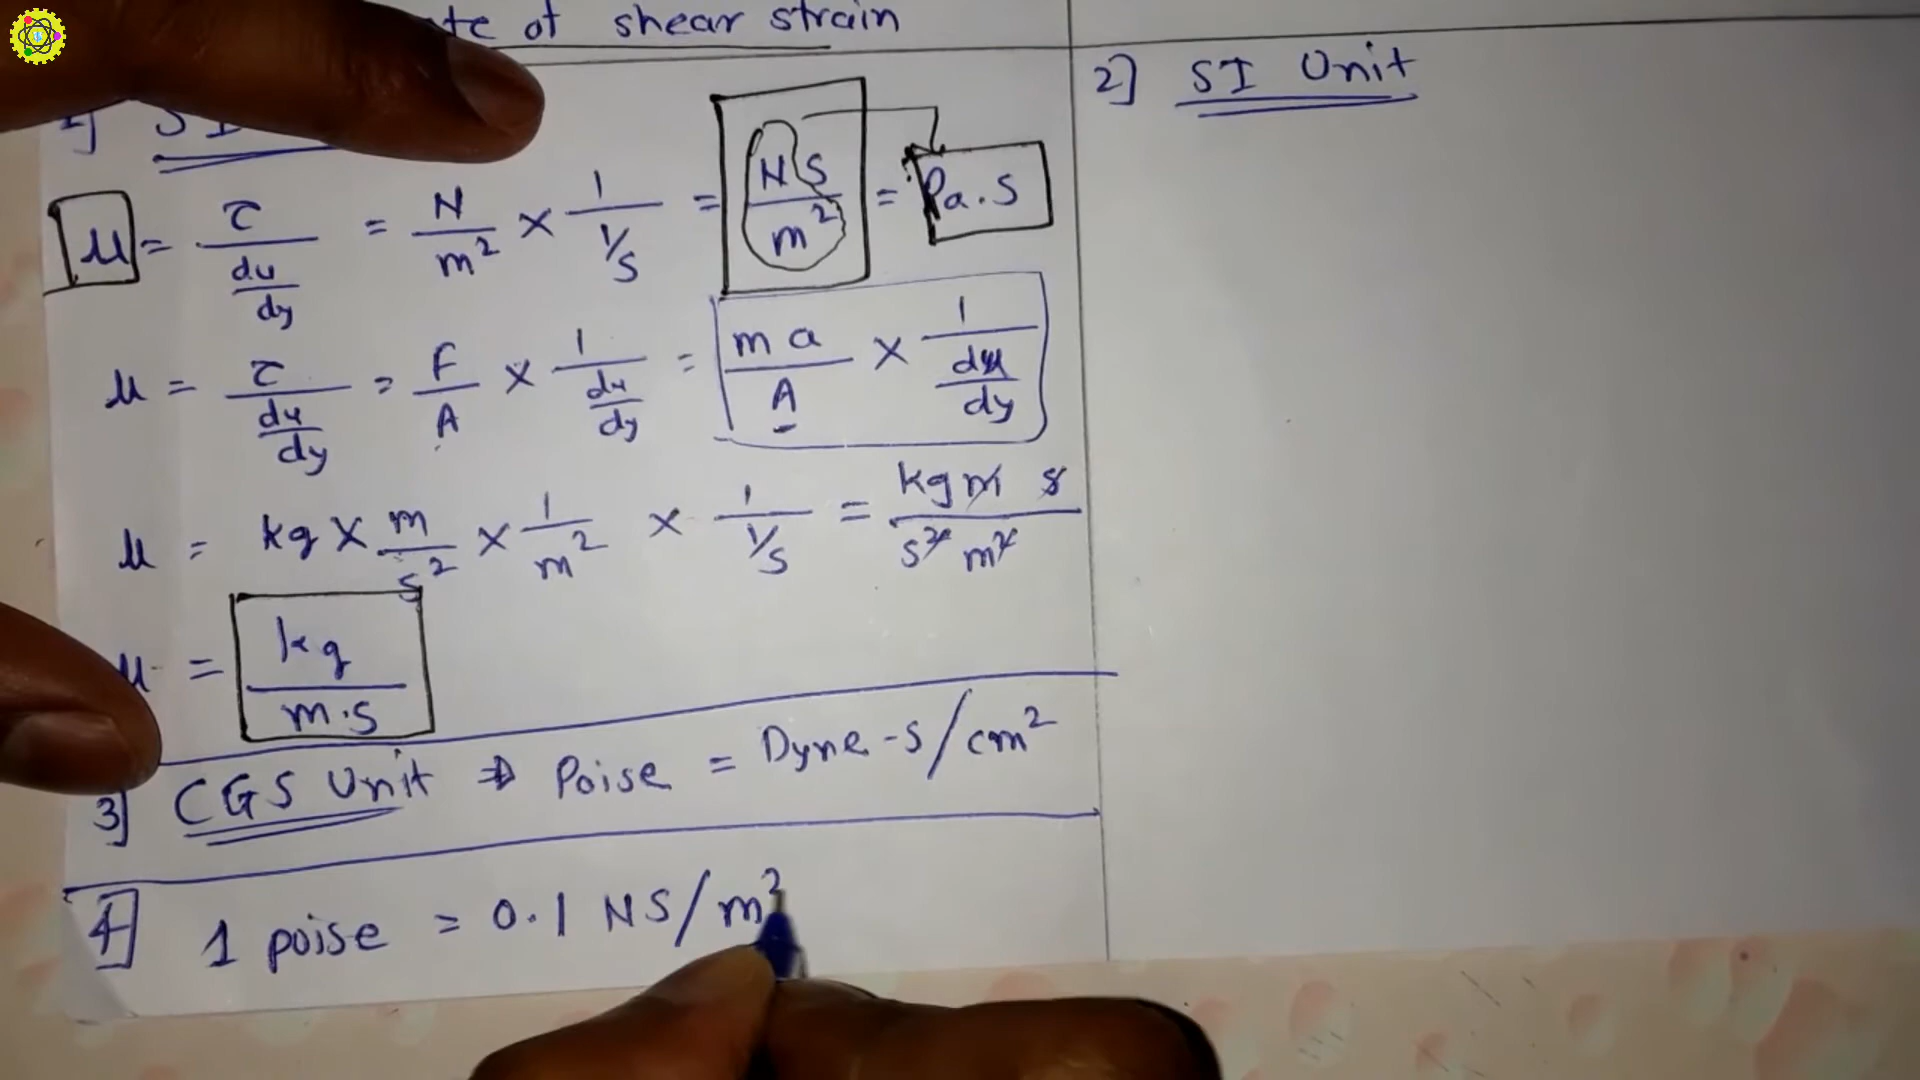 of shear strain
2] SI Unit
μ = τ / (du/dy) = N/m² × 1/(1/s) = NS/m² = Pa.s
μ = τ / (du/dy) = F/A × 1/(du/dy) = ma/A × 1/(du/dy)
μ = kg × m/s² × 1/m² × 1/(1/s) = kg m s / s² m²
μ = kg / m.s
3] CGS Unit ⇒ Poise = Dyne-s/cm²
4] 1 poise = 0.1 NS/m²